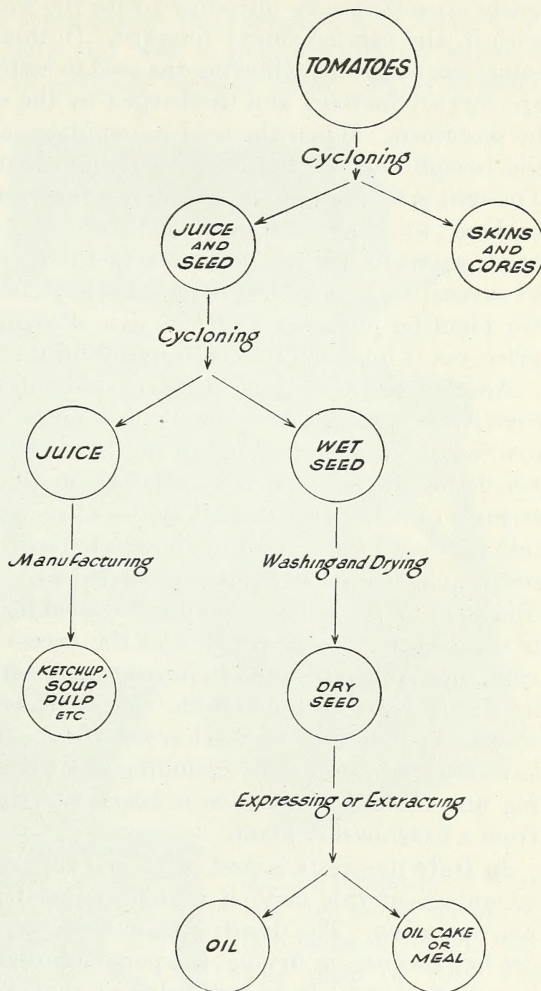 TOMATOES
Cycloning
JUICE
AND
SEED
SKINS
AND
CORES
Cycloning
JUICE
WET
SEED
Manufacturing
Washing and Drying
KETCHUP,
SOUP
PULP
ETC
DRY
SEED
Expressing or Extracting
OIL
OIL CAKE
OR
MEAL